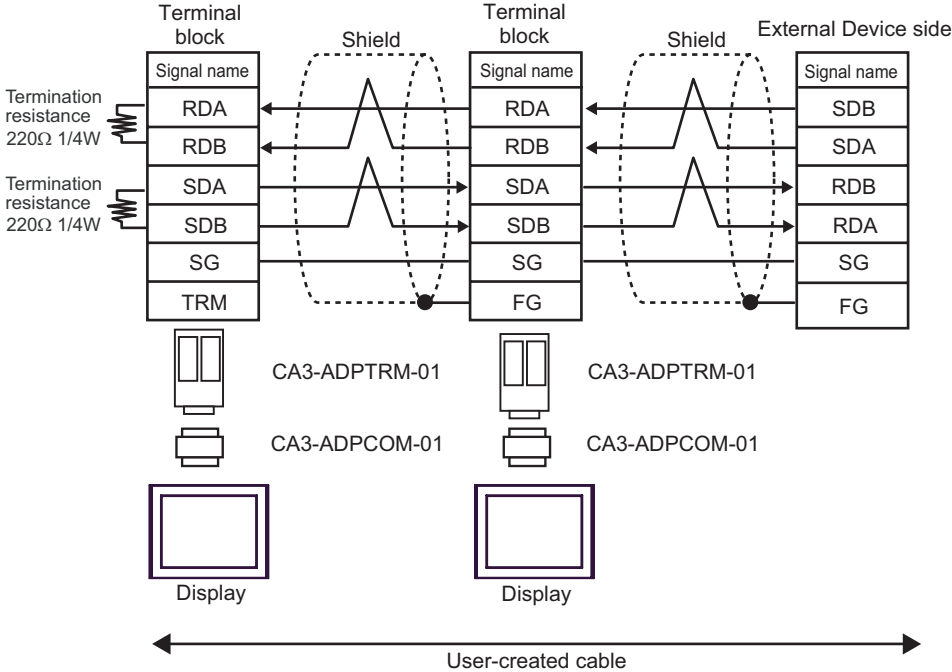 Terminal
block
Shield
Terminal
block
Shield
External Device side
Signal name
Signal name
Signal name
Termination
resistance
220Ω 1/4W
RDA
RDA
SDB
RDB
RDB
SDA
Termination
resistance
220Ω 1/4W
SDA
SDA
RDB
SDB
SDB
RDA
SG
SG
SG
TRM
FG
FG
CA3-ADPTRM-01
CA3-ADPTRM-01
CA3-ADPCOM-01
CA3-ADPCOM-01
Display
Display
User-created cable